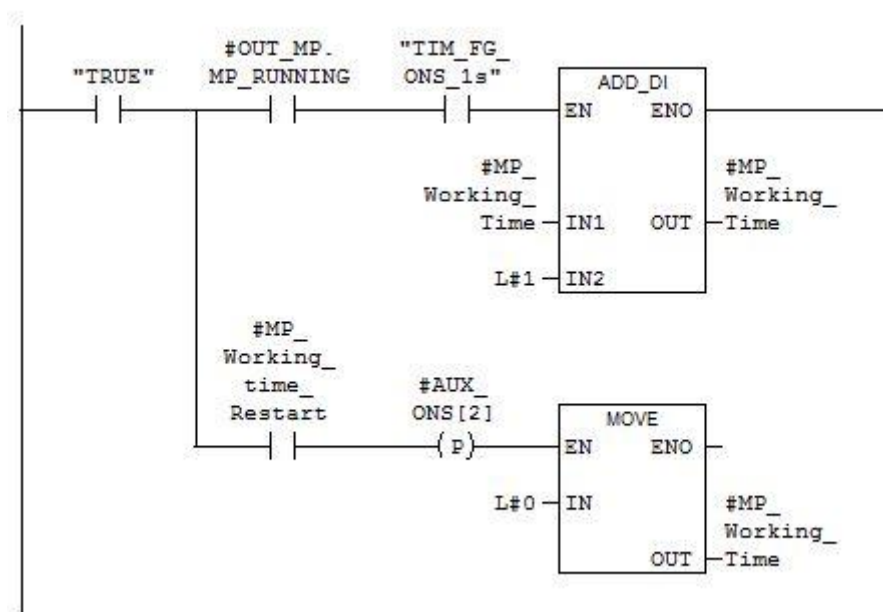 "TRUE"
#OUT_MP.
MP_RUNNING
"TIM_FG_
ONS_1s"
ADD_DI
EN ENO
#MP_
Working_
Time
IN1 OUT
#MP_
Working_
Time
L#1
IN2
#MP_
Working_
time_
Restart
#AUX_
ONS[2]
(P)
MOVE
EN ENO
L#0
IN
OUT
#MP_
Working_
Time